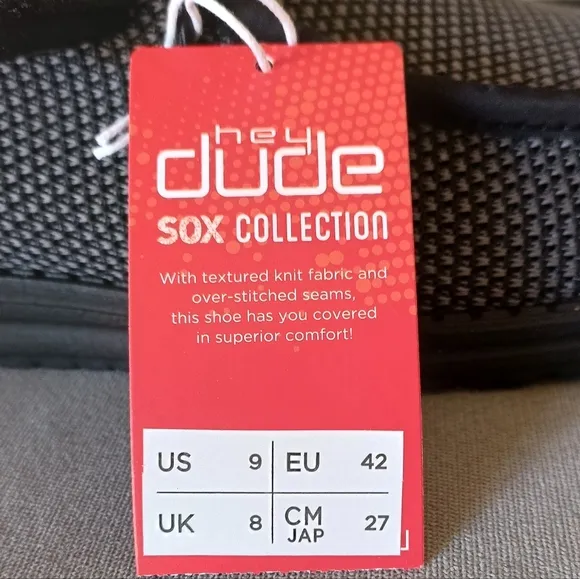 hey
dude
SOX COLLECTION
With textured knit fabric and
over-stitched seams,
this shoe has you covered
in superior comfort!
US 9 EU 42
UK 8 CM JAP 27